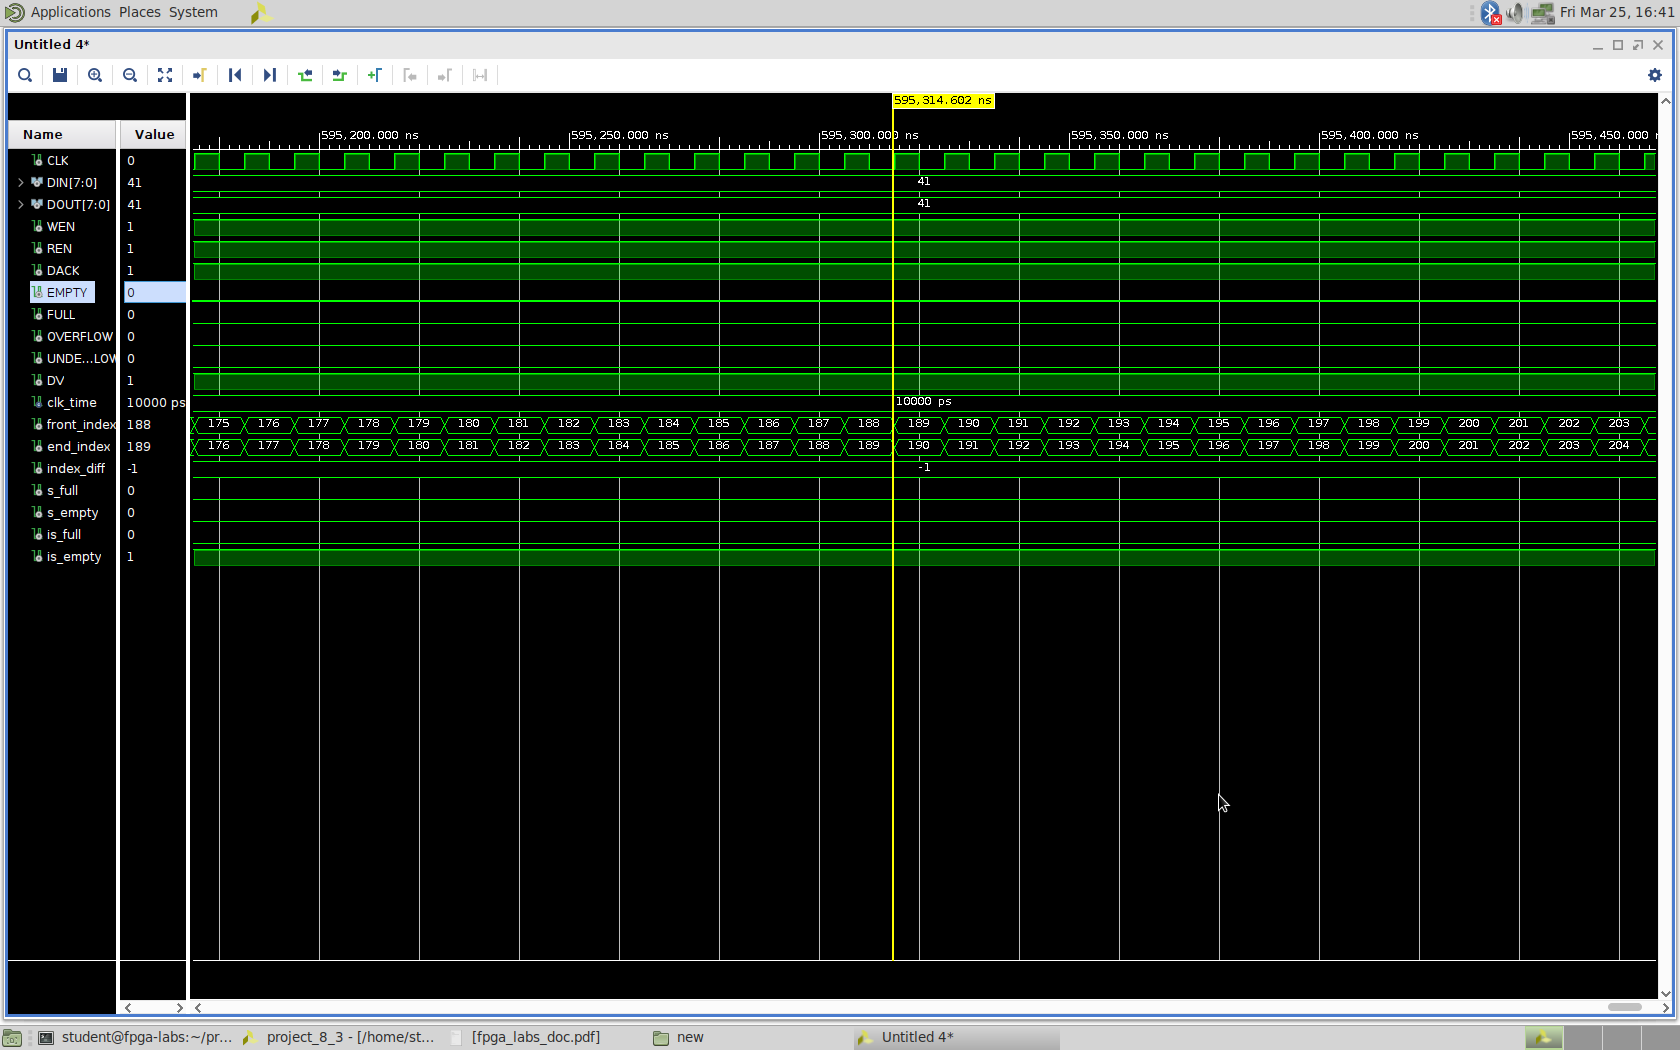 Applications Places System
Fri Mar 25, 16:41
Untitled 4*
595,314.602 ns
Name Value
595,200.000 ns 595,250.000 ns 595,300.000 ns 595,350.000 ns 595,400.000 ns 595,450.000
CLK 0
DIN[7:0] 41 41
DOUT[7:0] 41 41
WEN 1
REN 1
DACK 1
EMPTY 0
FULL 0
OVERFLOW 0
UNDE...LOW 0
DV 1
clk_time 10000 ps 10000 ps
front_index 188 175 176 177 178 179 180 181 182 183 184 185 186 187 188 189 190 191 192 193 194 195 196 197 198 199 200 201 202 203
end_index 189 176 177 178 179 180 181 182 183 184 185 186 187 188 189 190 191 192 193 194 195 196 197 198 199 200 201 202 203 204
index_diff -1 -1
s_full 0
s_empty 0
is_full 0
is_empty 1
student@fpga-labs:~/pr... project_8_3 - [/home/st... [fpga_labs_doc.pdf] new Untitled 4*